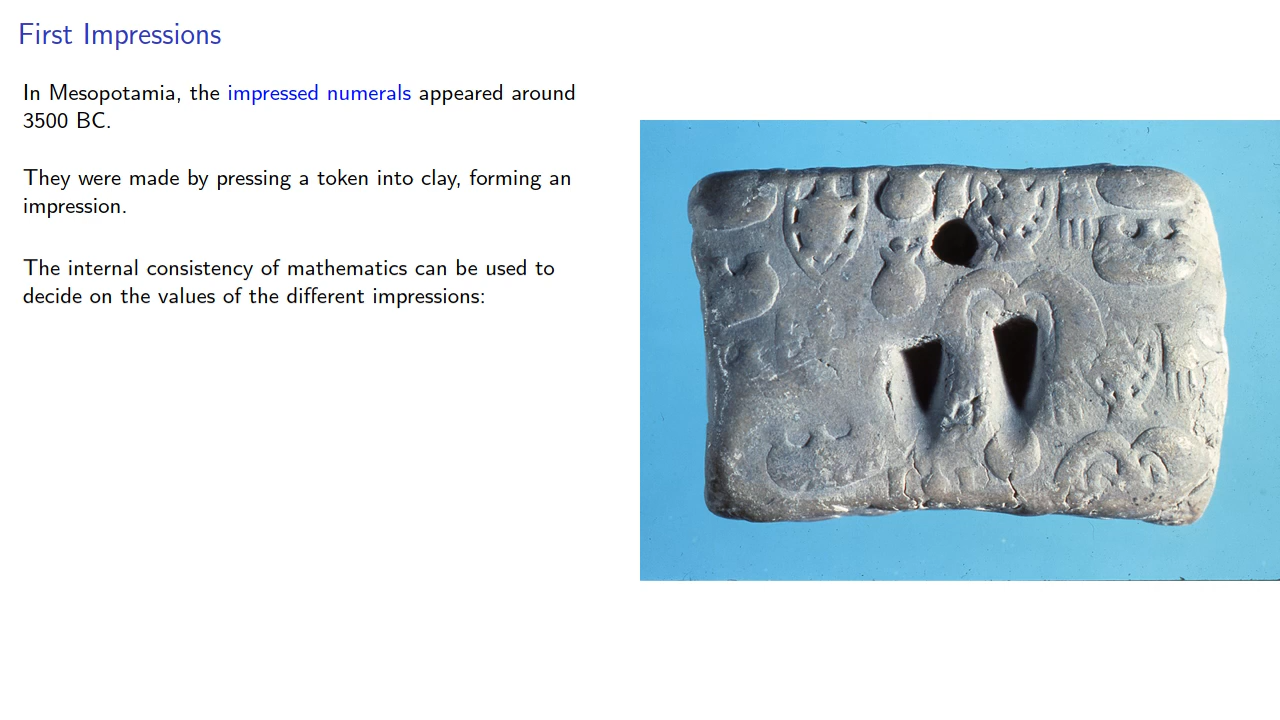 First Impressions
In Mesopotamia, the impressed numerals appeared around
3500 BC.
They were made by pressing a token into clay, forming an
impression.
The internal consistency of mathematics can be used to
decide on the values of the different impressions: